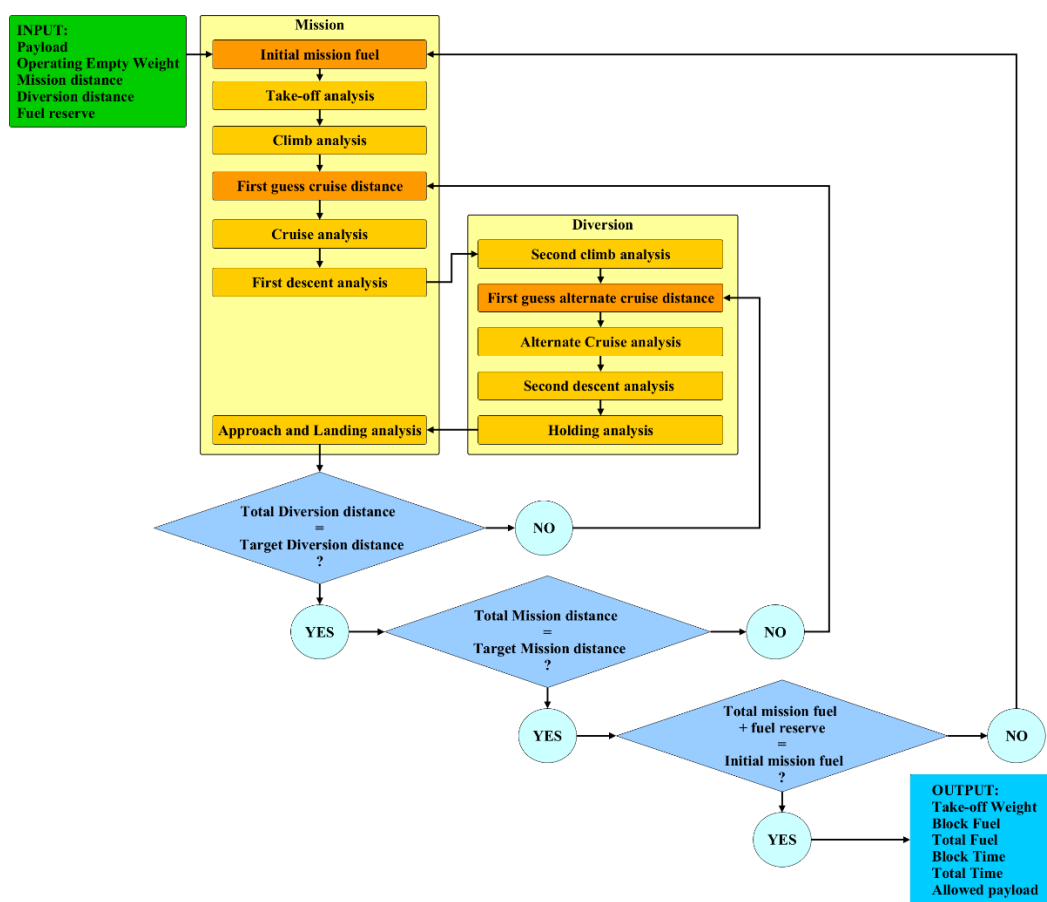 INPUT:
Payload
Operating Empty Weight
Mission distance
Diversion distance
Fuel reserve
Mission
Initial mission fuel
Take-off analysis
Climb analysis
First guess cruise distance
Cruise analysis
First descent analysis
Diversion
Second climb analysis
First guess alternate cruise distance
Alternate Cruise analysis
Second descent analysis
Holding analysis
Approach and Landing analysis
Total Diversion distance
=
Target Diversion distance
?
NO
YES
Total Mission distance
=
Target Mission distance
?
NO
YES
Total mission fuel
+ fuel reserve
=
Initial mission fuel
?
NO
YES
OUTPUT:
Take-off Weight
Block Fuel
Total Fuel
Block Time
Total Time
Allowed payload